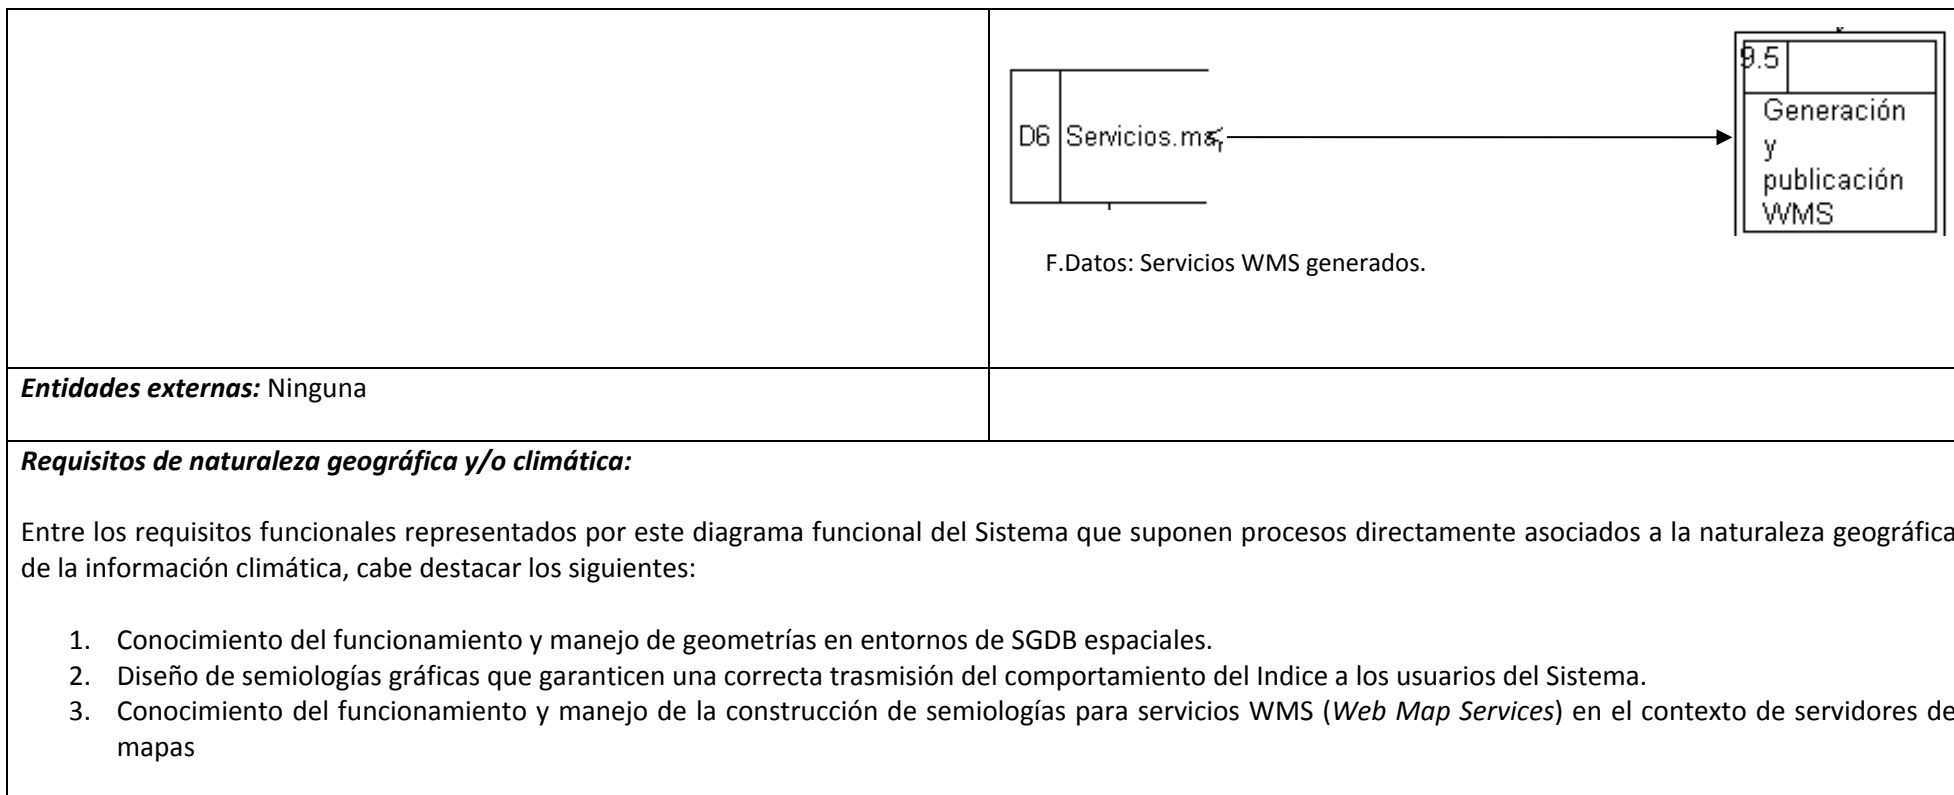 9.5
Generación
y
publicación
WMS
D6 Servicios.
F.Datos: Servicios WMS generados.
Entidades externas: Ninguna
Requisitos de naturaleza geográfica y/o climática:
Entre los requisitos funcionales representados por este diagrama funcional del Sistema que suponen procesos directamente asociados a la naturaleza geográfica
de la información climática, cabe destacar los siguientes:
1. Conocimiento del funcionamiento y manejo de geometrías en entornos de SGDB espaciales.
2. Diseño de semiologías gráficas que garanticen una correcta trasmisión del comportamiento del Indice a los usuarios del Sistema.
3. Conocimiento del funcionamiento y manejo de la construcción de semiologías para servicios WMS (Web Map Services) en el contexto de servidores de
mapas